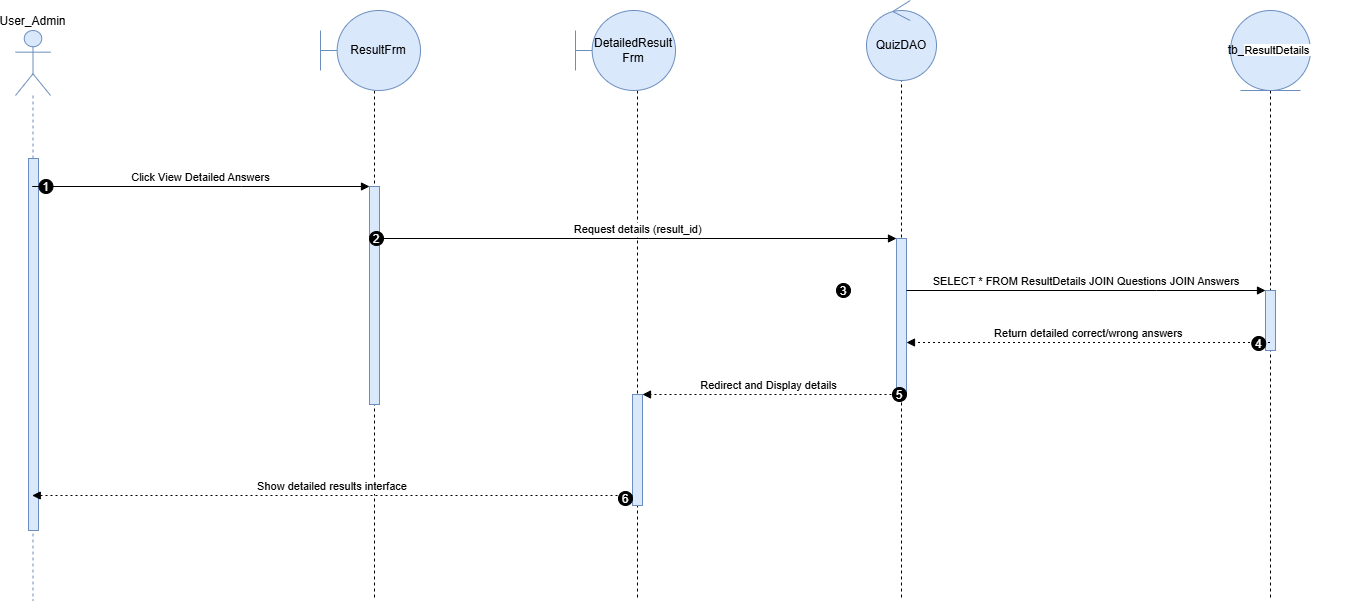 User_Admin
ResultFrm
DetailedResult
Frm
QuizDAO
tb_ResultDetails
1
Click View Detailed Answers
2
Request details (result_id)
3
SELECT * FROM ResultDetails JOIN Questions JOIN Answers
Return detailed correct/wrong answers
4
Redirect and Display details
5
Show detailed results interface
6